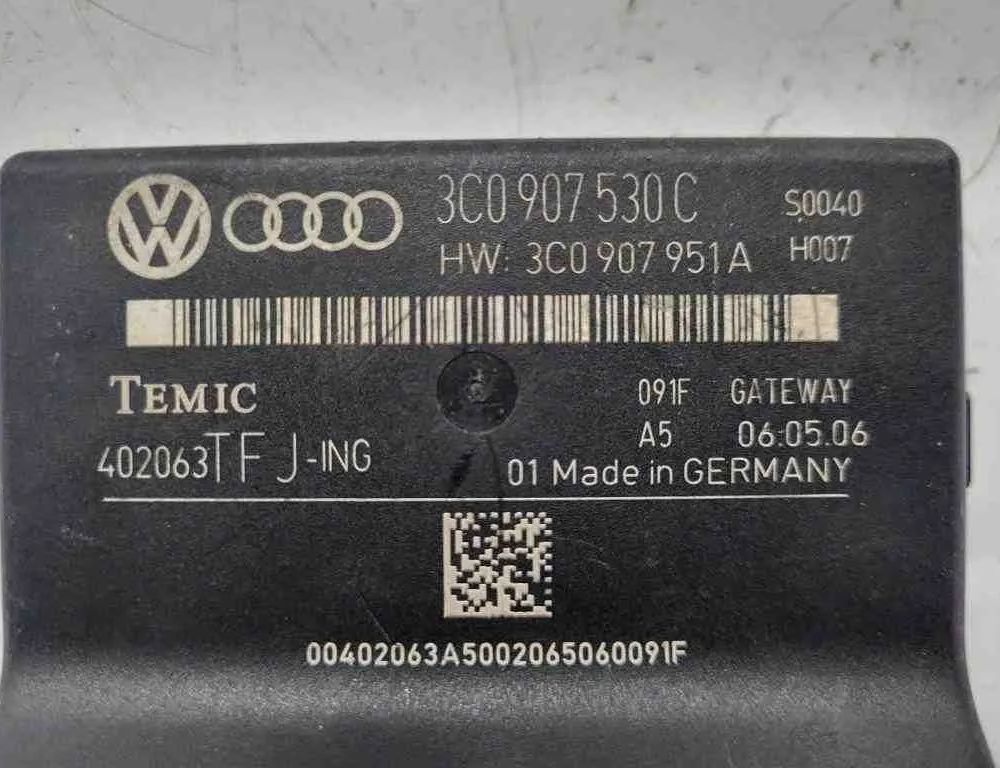 3C0 907 530 C S0040
HW: 3C0 907 951 A H007
TEMIC 091F GATEWAY
A5 06.05.06
402063TF J-ING 01 Made in GERMANY
00402063A5002065060091F